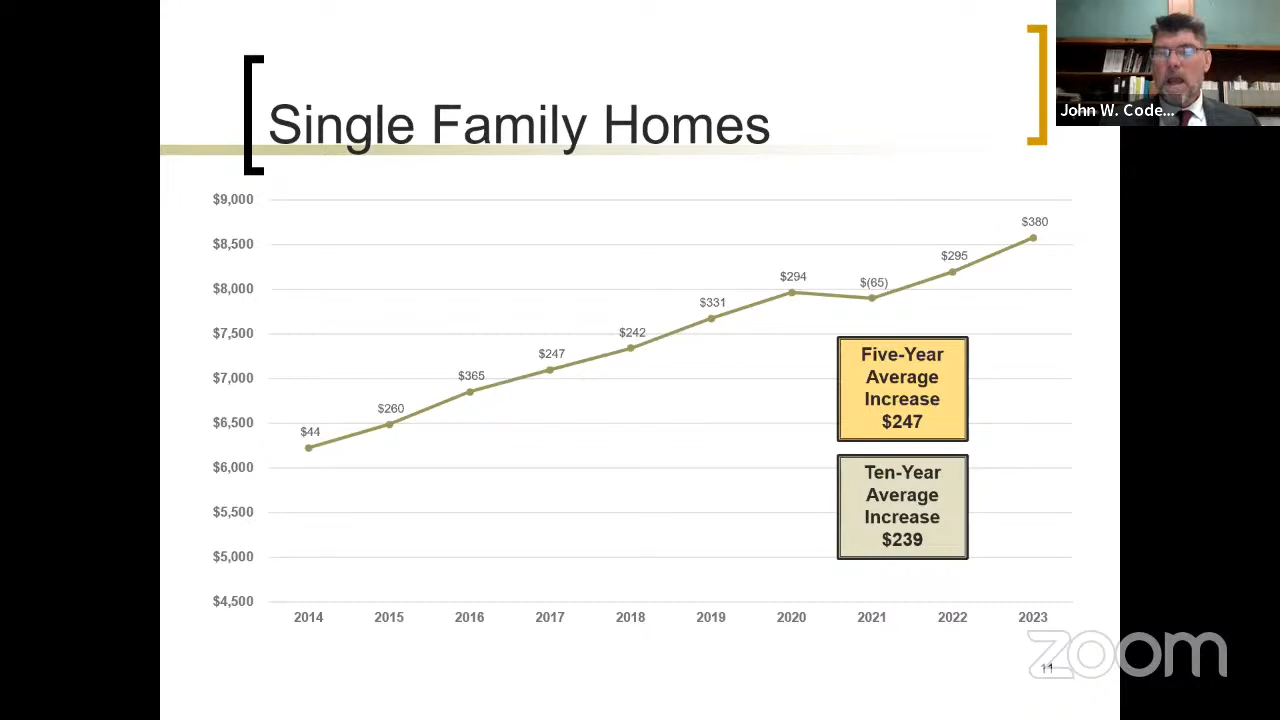 Single Family Homes
John W. Code...
$9,000
$8,500
$8,000
$7,500
$7,000
$6,500
$6,000
$5,500
$5,000
$4,500
$44
$260
$365
$247
$242
$331
$294
$(65)
$295
$380
Five-Year
Average
Increase
$247
Ten-Year
Average
Increase
$239
2014 2015 2016 2017 2018 2019 2020 2021 2022 2023
zoom
11